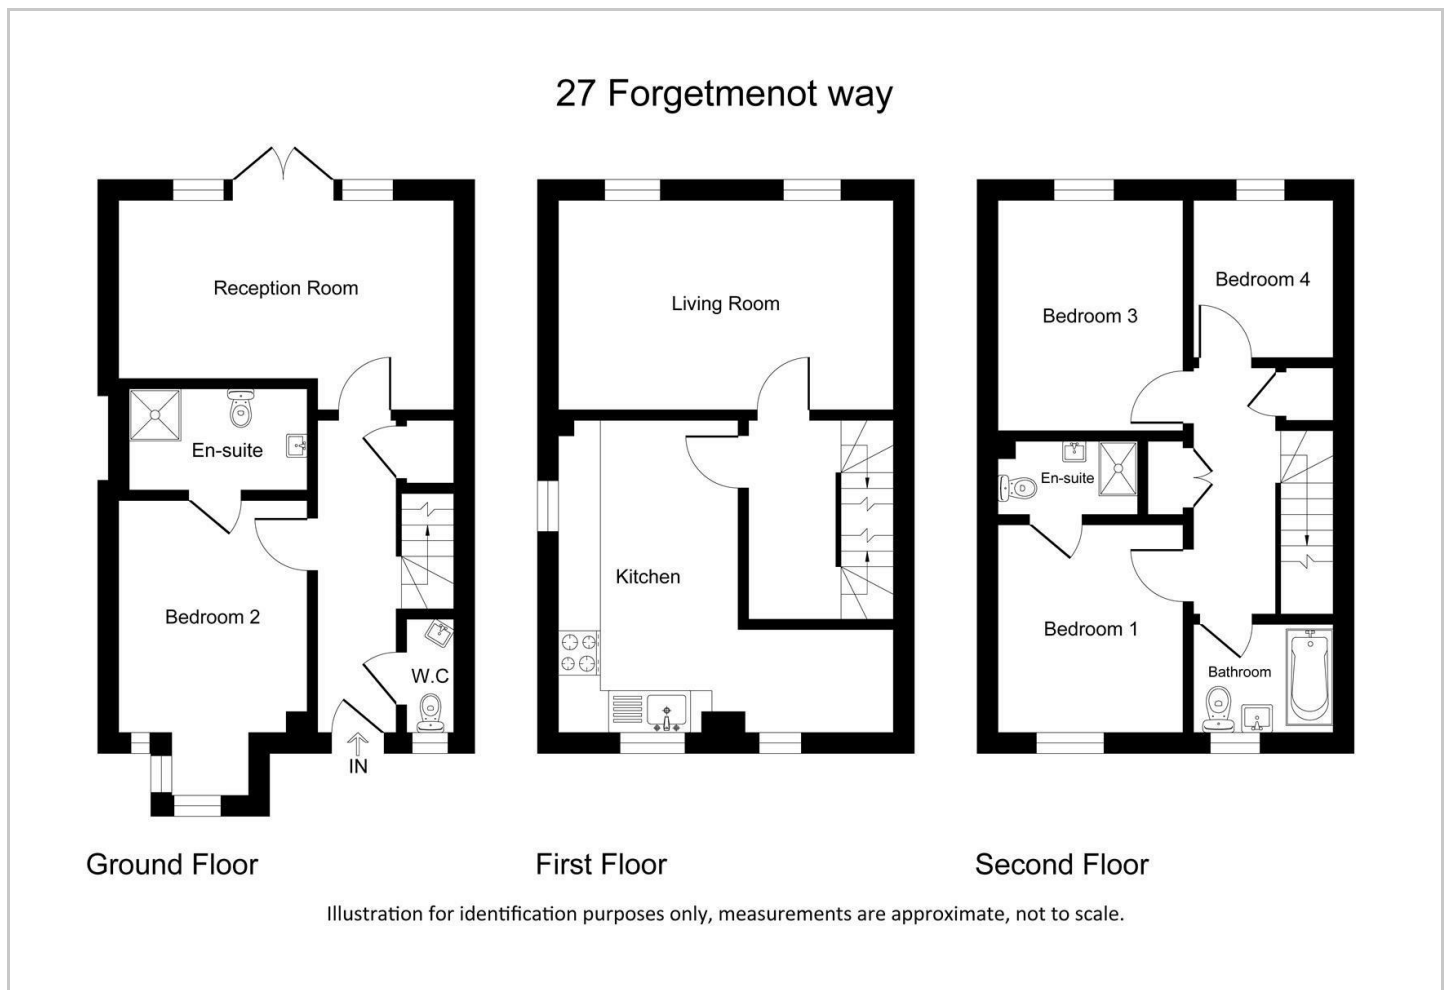 27 Forgetmenot way
Reception Room
En-suite
Bedroom 2
W.C
IN
Ground Floor
Living Room
Kitchen
First Floor
Bedroom 3
Bedroom 4
En-suite
Bedroom 1
Bathroom
Second Floor
Illustration for identification purposes only, measurements are approximate, not to scale.